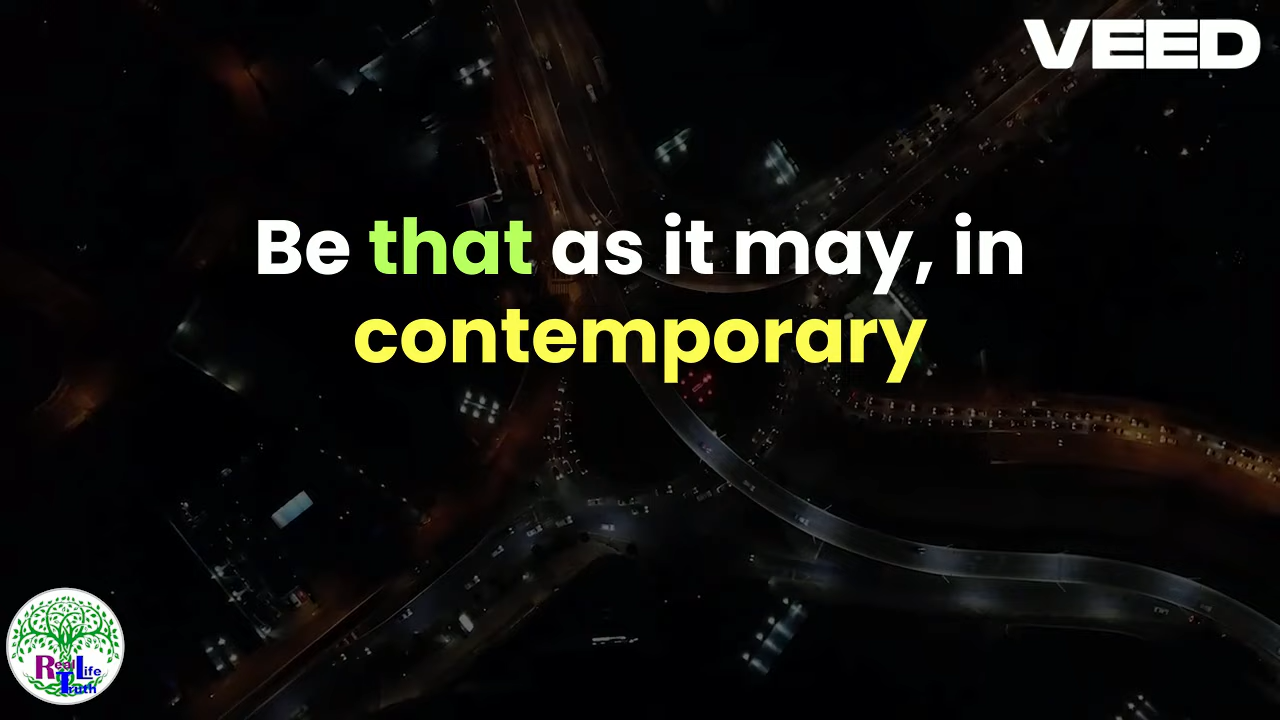 VEED
Be that as it may, in
contemporary
Real Life
Truth